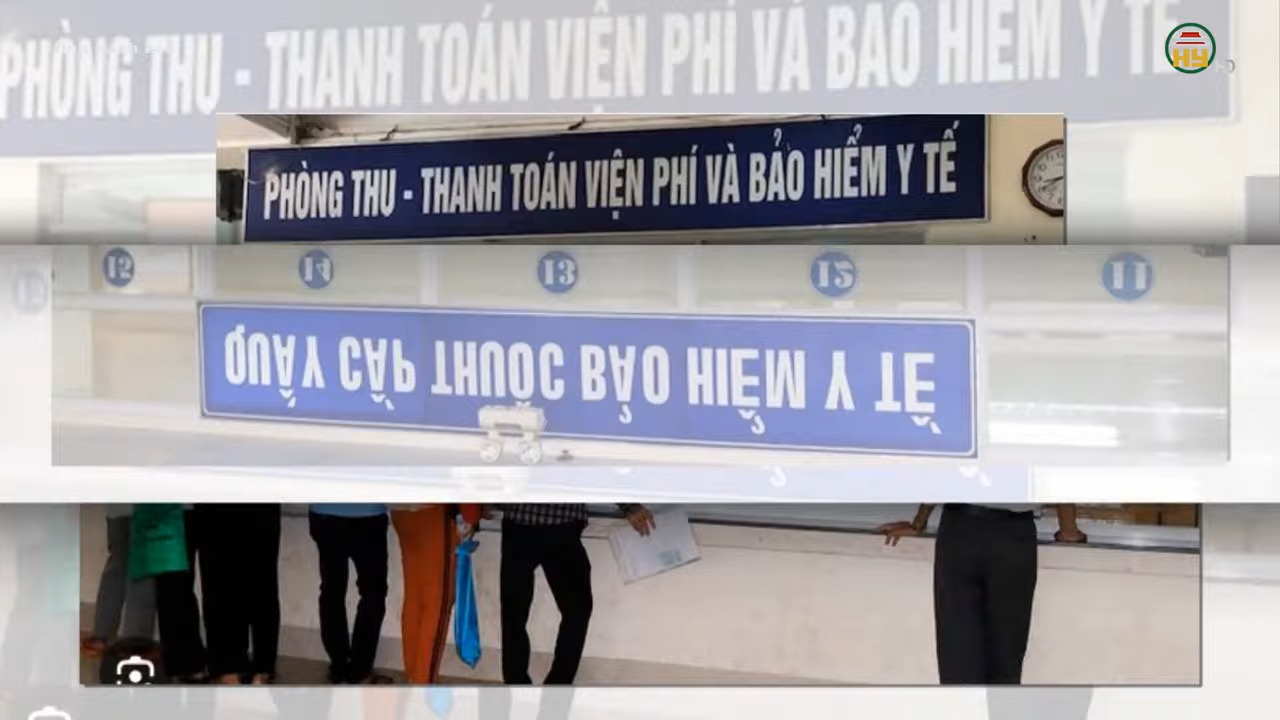 PHÒNG THU - THANH TOÁN VIỆN PHÍ VÀ BẢO HIỂM Y TẾ
HY
PHÒNG THU - THANH TOÁN VIỆN PHÍ VÀ BẢO HIỂM Y TẾ
12 14 13 15 11
QUẦY CẤP THUỐC BẢO HIỂM Y TẾ